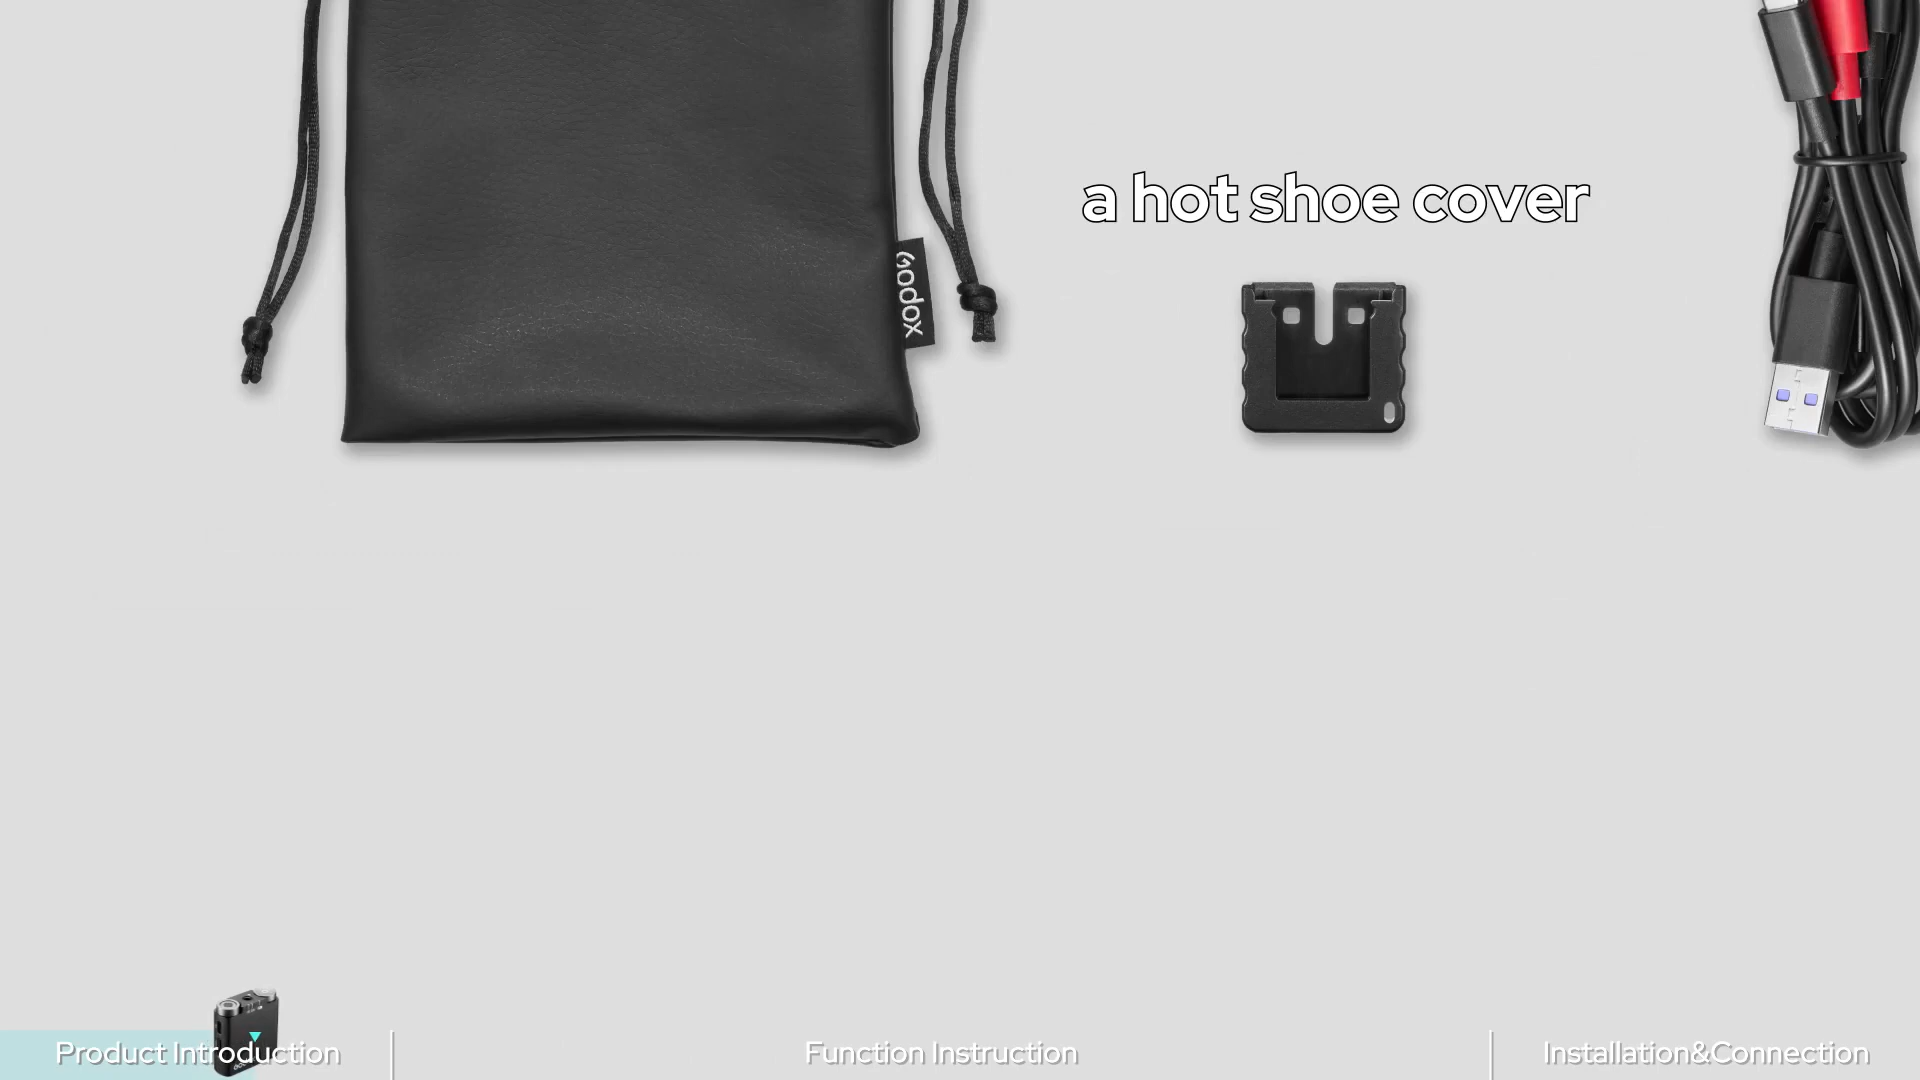 a hot shoe cover
Godox
Product Introduction
Function Instruction
Installation&Connection